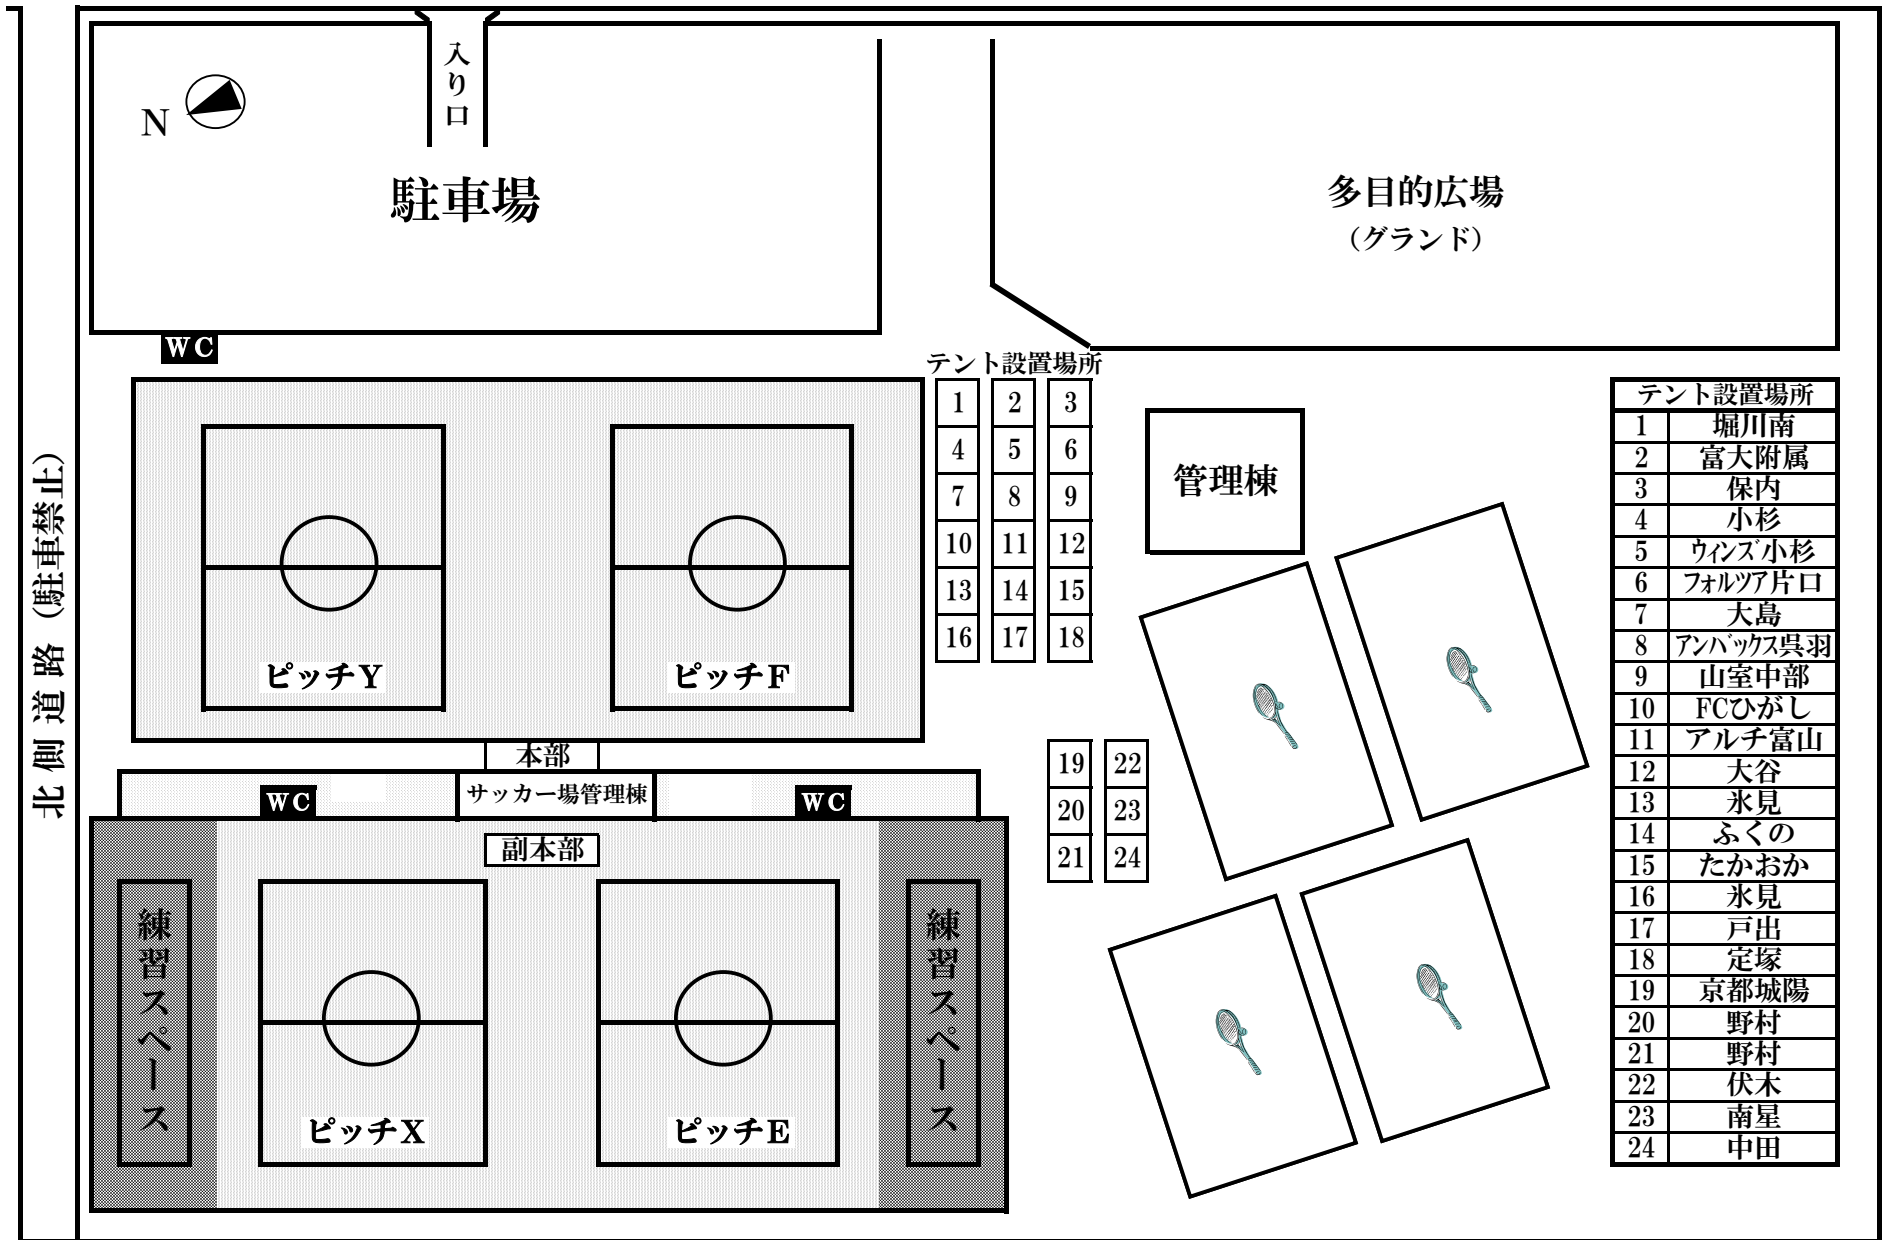 入り口
N
駐車場
多目的広場
（グランド）
WC
北側道路（駐車禁止）
テント設置場所
1 2 3
4 5 6
7 8 9
10 11 12
13 14 15
16 17 18
管理棟
ピッチY
ピッチF
本部
サッカー場管理棟
WC
WC
副本部
19 22
20 23
21 24
練習スペース
練習スペース
ピッチX
ピッチE
テント設置場所
1 堀川南
2 富大附属
3 保内
4 小杉
5 ウィンズ小杉
6 フォルツア片口
7 大島
8 アンバックス呉羽
9 山室中部
10 FCひがし
11 アルチ富山
12 大谷
13 氷見
14 ふくの
15 たかおか
16 氷見
17 戸出
18 定塚
19 京都城陽
20 野村
21 野村
22 伏木
23 南星
24 中田